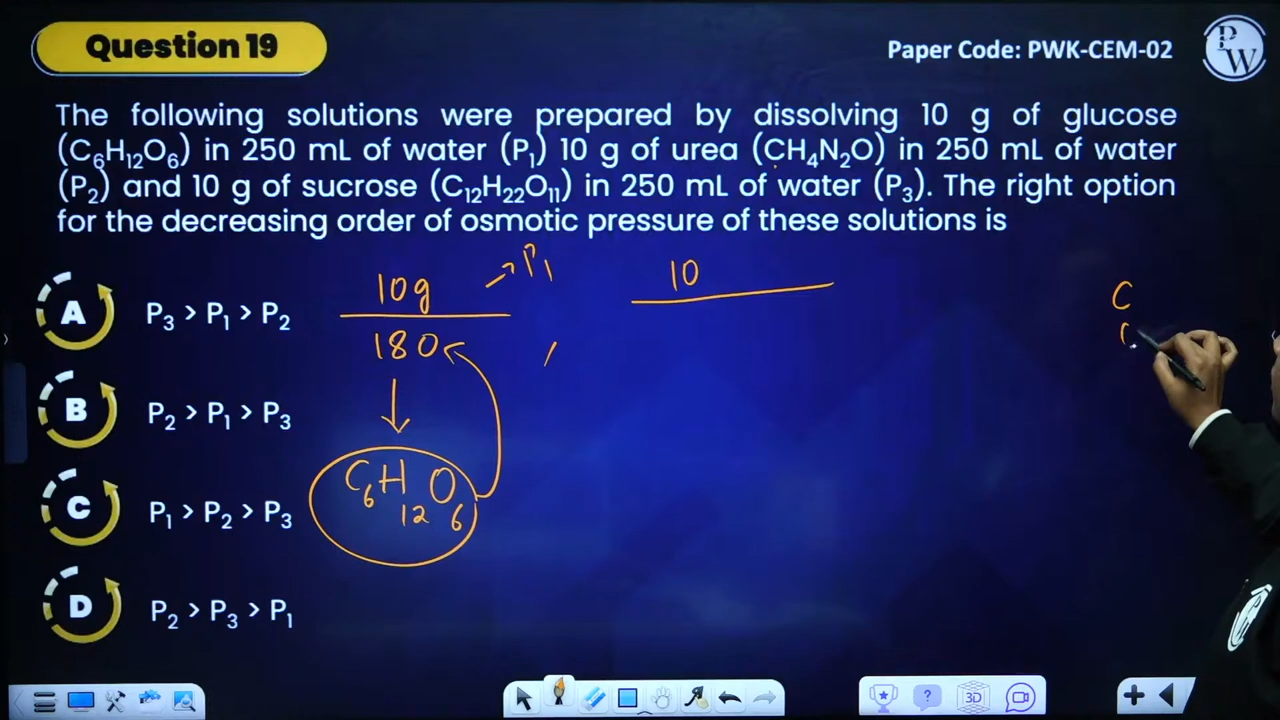 Question 19
Paper Code: PWK-CEM-02
PW
The following solutions were prepared by dissolving 10 g of glucose
(C₆H₁₂O₆) in 250 mL of water (P₁) 10 g of urea (CH₄N₂O) in 250 mL of water
(P₂) and 10 g of sucrose (C₁₂H₂₂O₁₁) in 250 mL of water (P₃). The right option
for the decreasing order of osmotic pressure of these solutions is
A P₃ > P₁ > P₂
B P₂ > P₁ > P₃
C P₁ > P₂ > P₃
D P₂ > P₃ > P₁
10g → P₁
180
C₆H₁₂O₆
10
C
3D